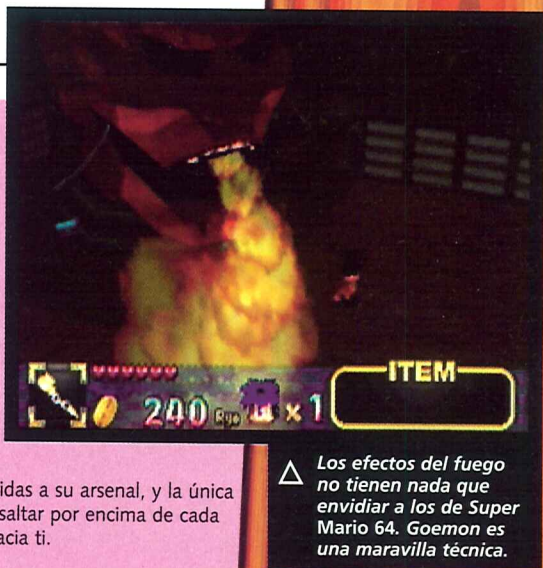 ITEM
240 Ryo x 1
idas a su arsenal, y la única
saltar por encima de cada
acia ti.
△ Los efectos del fuego
no tienen nada que
envidiar a los de Super
Mario 64. Goemon es
una maravilla técnica.